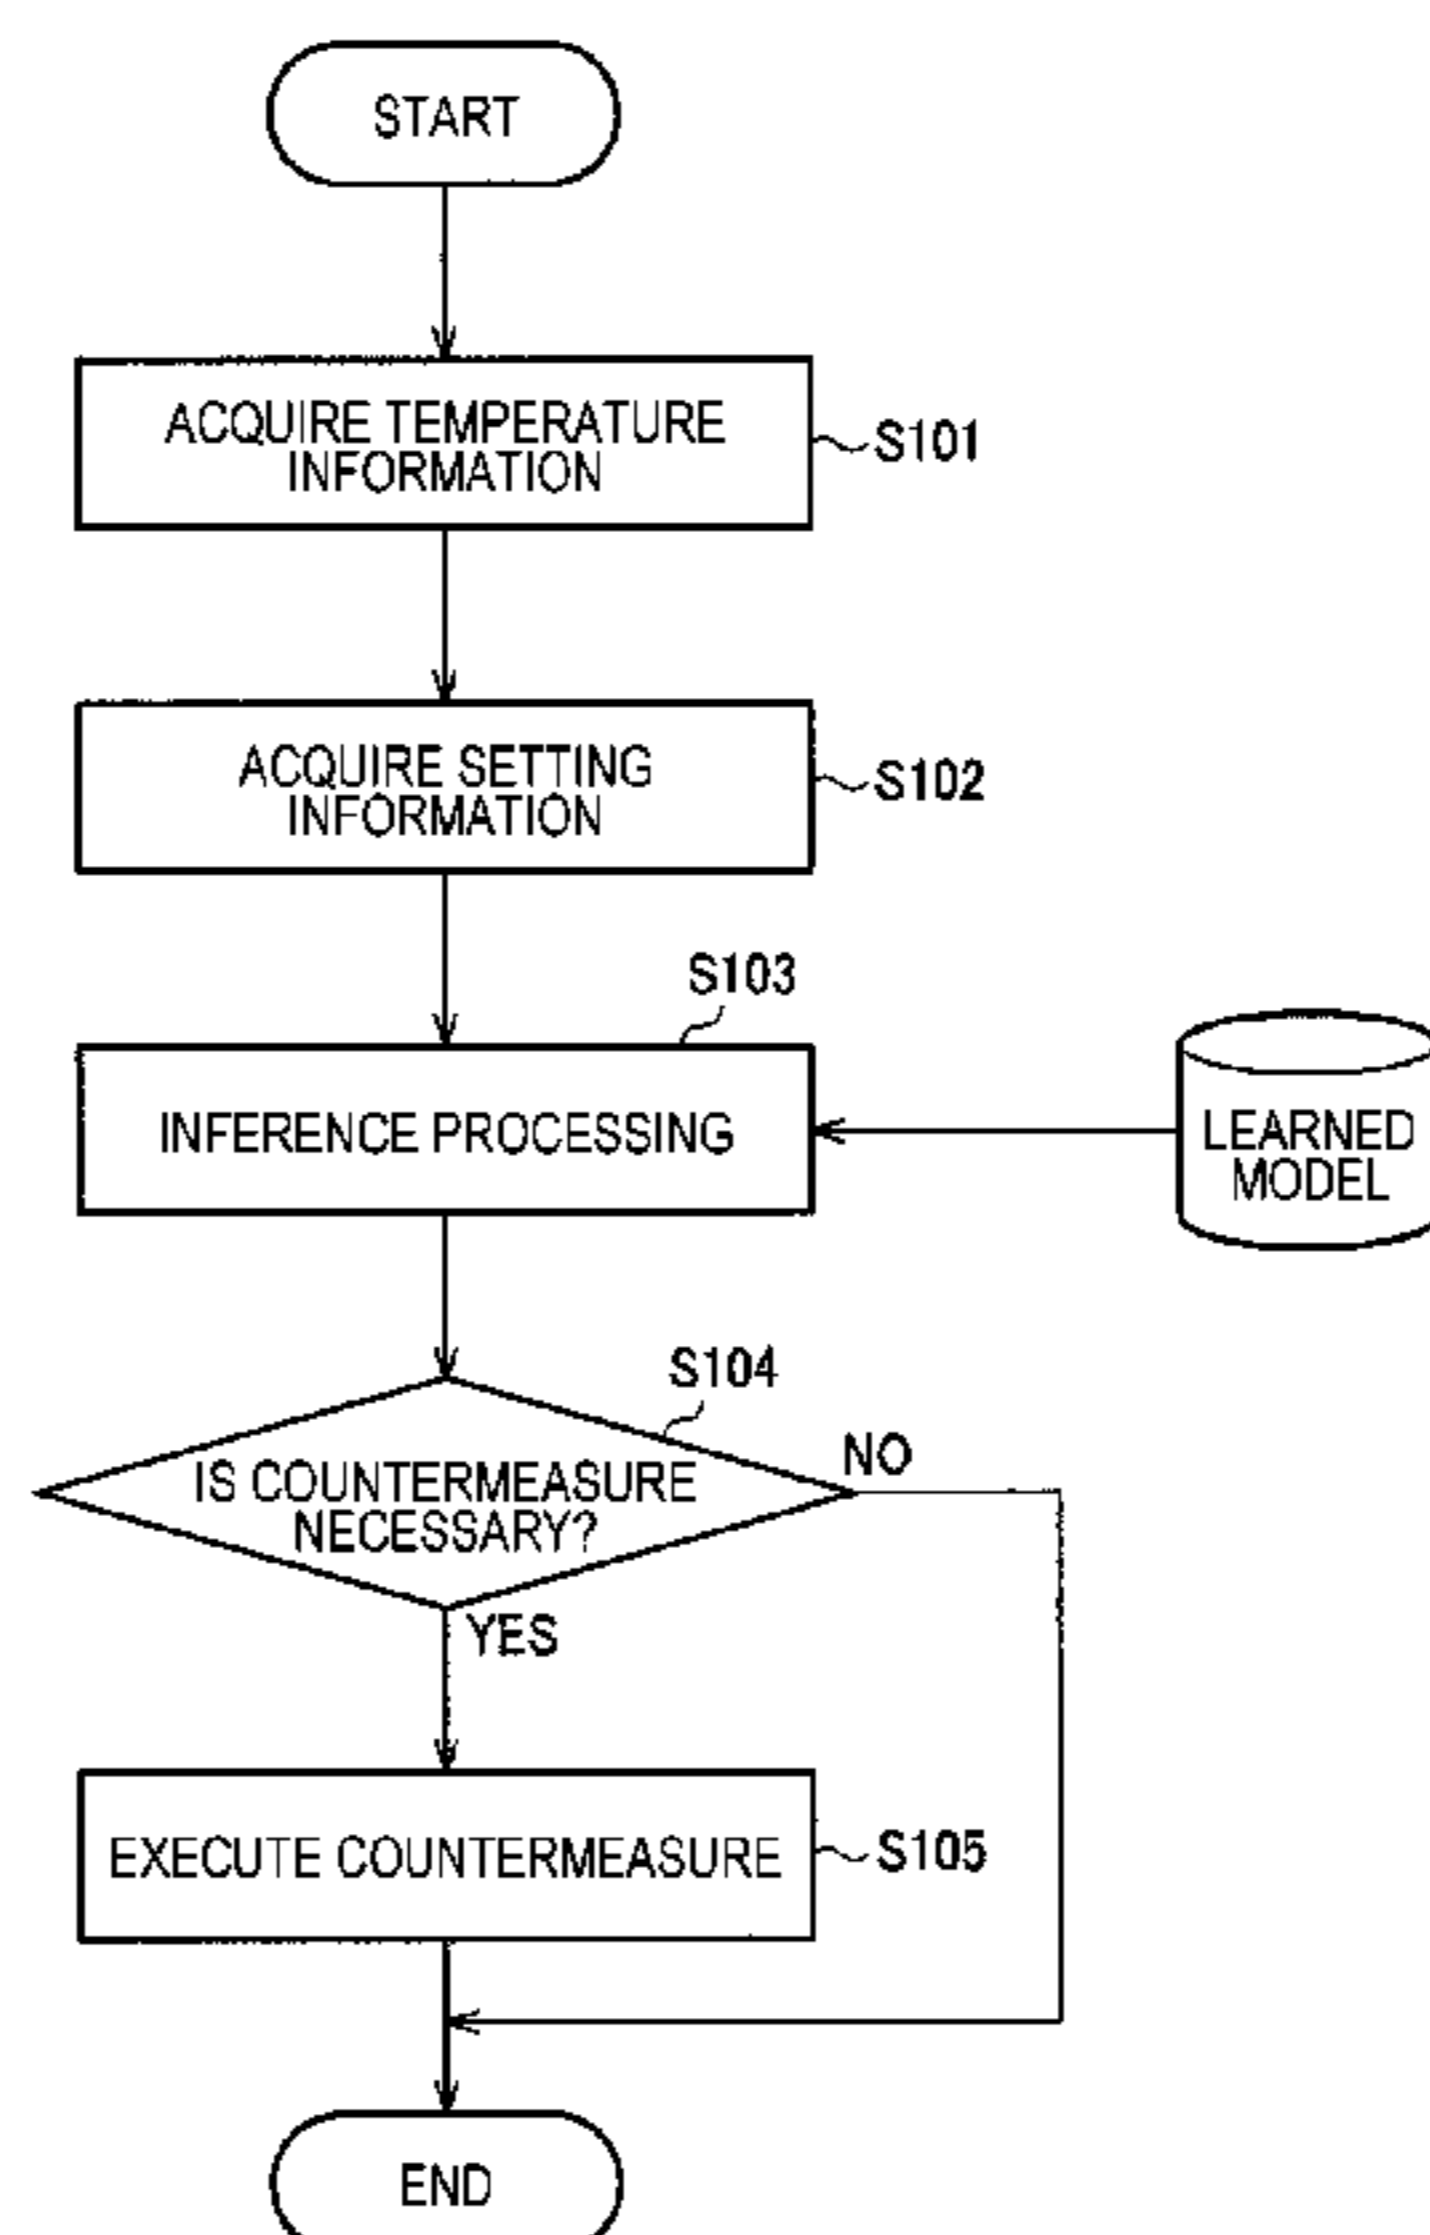 START
ACQUIRE TEMPERATURE
INFORMATION
S101
ACQUIRE SETTING
INFORMATION
S102
S103
INFERENCE PROCESSING
LEARNED
MODEL
S104
IS COUNTERMEASURE
NECESSARY?
NO
YES
EXECUTE COUNTERMEASURE
S105
END